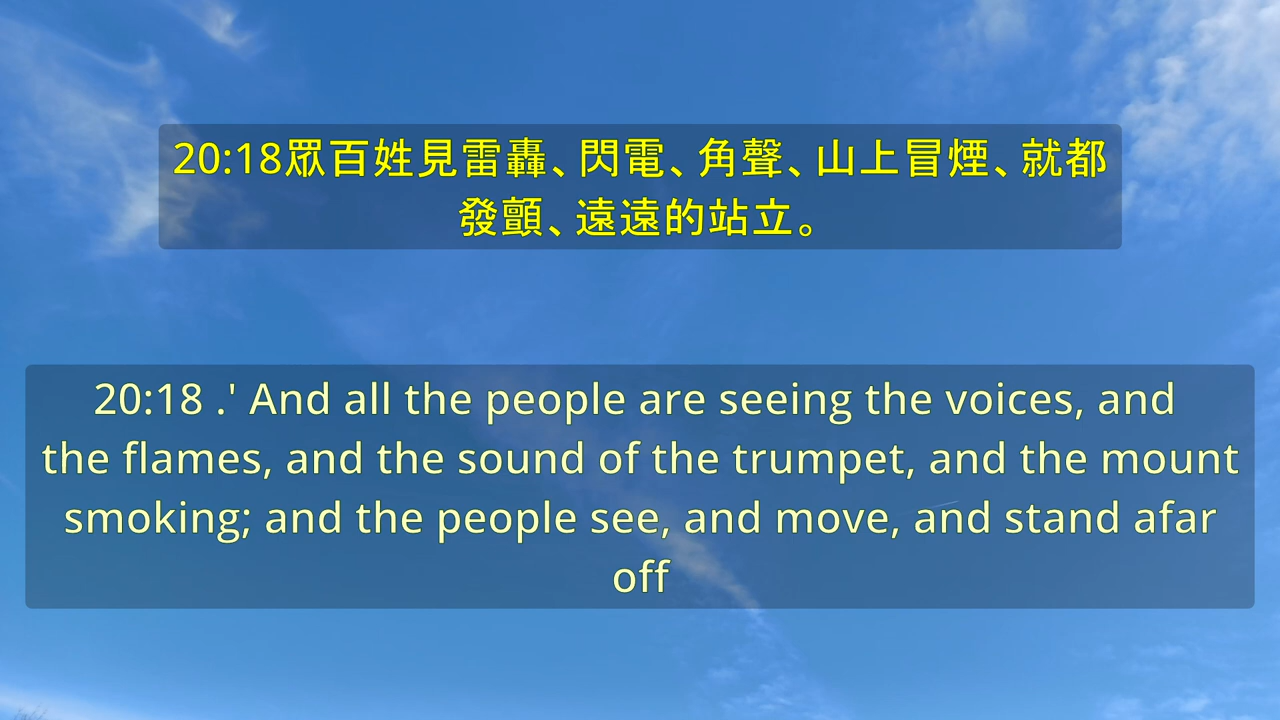 20:18眾百姓見雷轟、閃電、角聲、山上冒煙、就都
發顫、遠遠的站立。
20:18 .' And all the people are seeing the voices, and
the flames, and the sound of the trumpet, and the mount
smoking; and the people see, and move, and stand afar
off